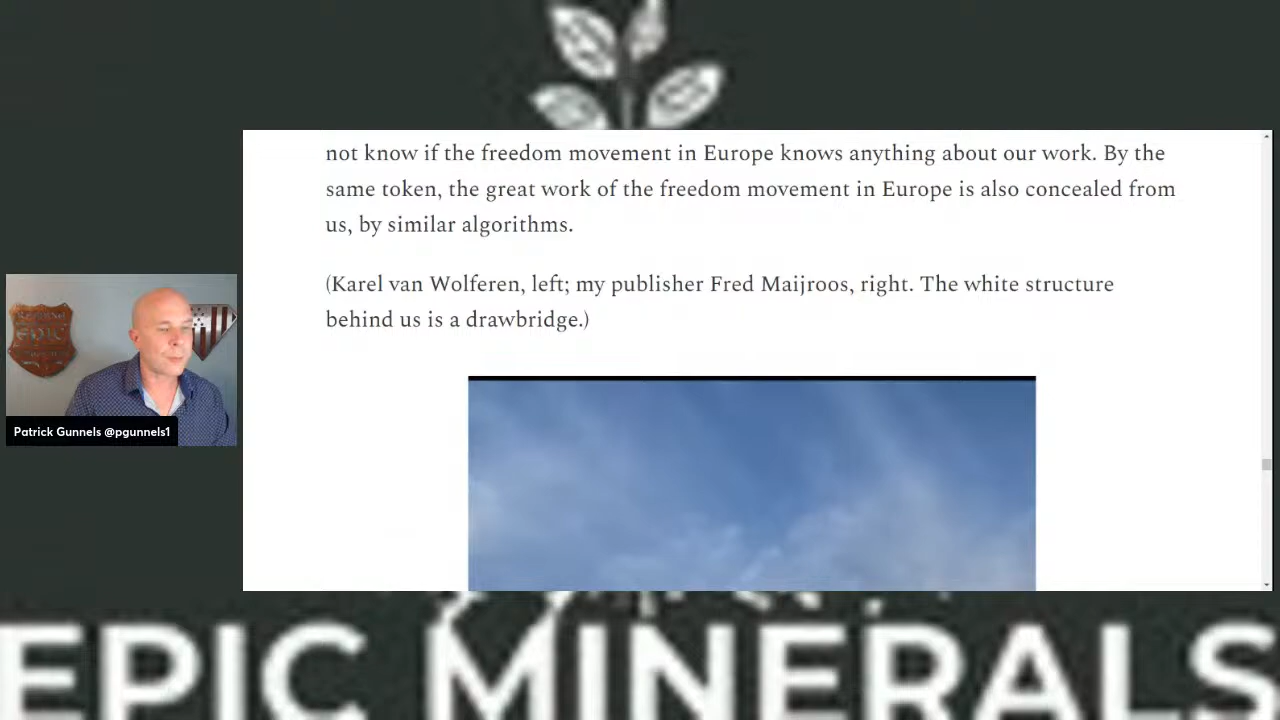 not know if the freedom movement in Europe knows anything about our work. By the
same token, the great work of the freedom movement in Europe is also concealed from
us, by similar algorithms.
(Karel van Wolferen, left; my publisher Fred Maijroos, right. The white structure
behind us is a drawbridge.)
EPIC
Patrick Gunnels @pgunnels1
EPIC MINERALS